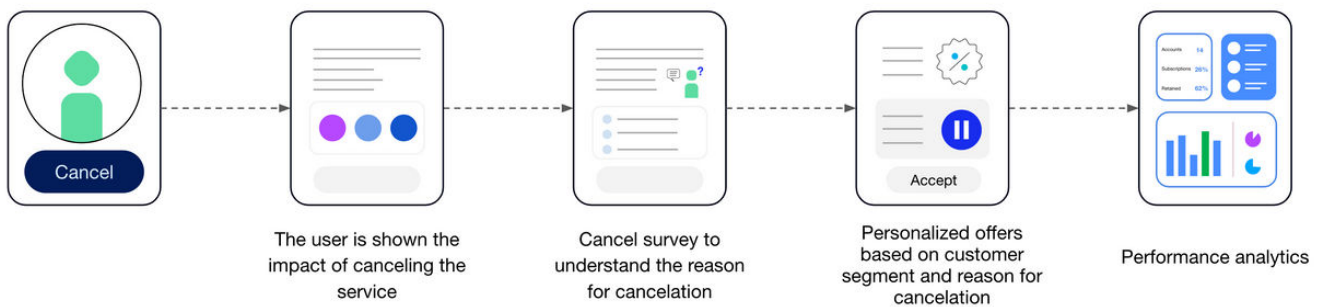 Cancel
The user is shown the
impact of canceling the
service
?
Cancel survey to
understand the reason
for cancelation
%
Accept
Personalized offers
based on customer
segment and reason for
cancelation
Accounts 14
Subscriptions 26%
Retained 62%
Performance analytics